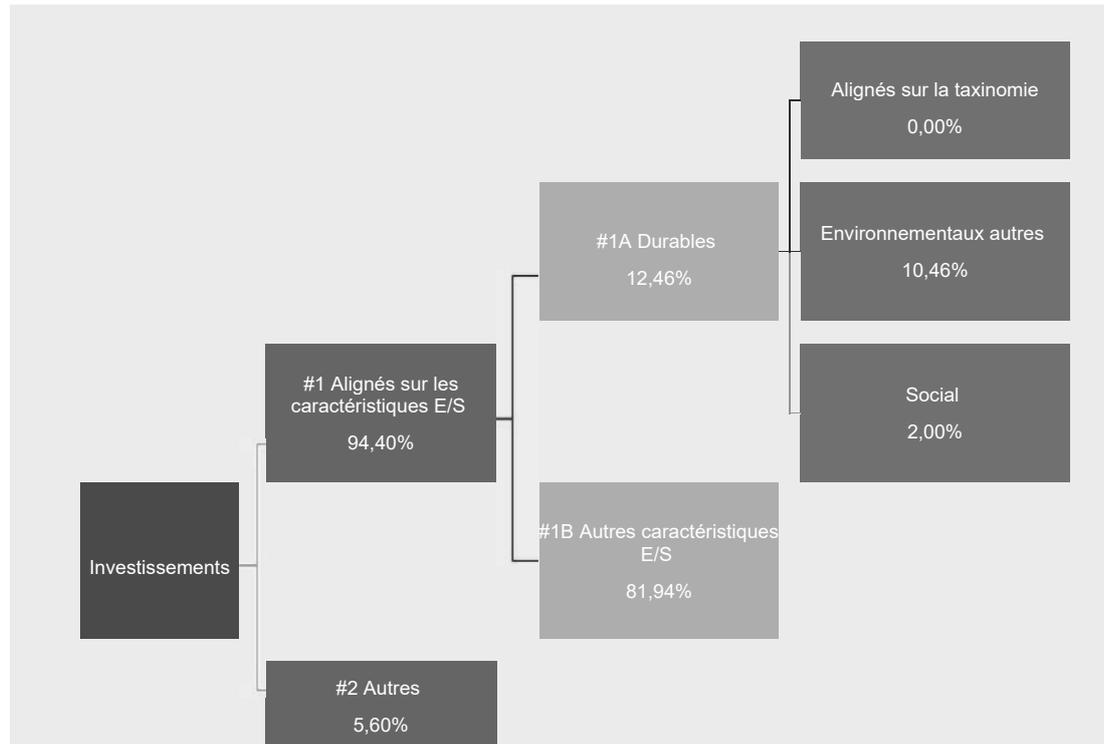 Alignés sur la taxinomie
0,00%
#1A Durables
12,46%
Environnementaux autres
10,46%
#1 Alignés sur les
caractéristiques E/S
94,40%
Social
2,00%
Investissements
#1B Autres caractéristiques
E/S
81,94%
#2 Autres
5,60%